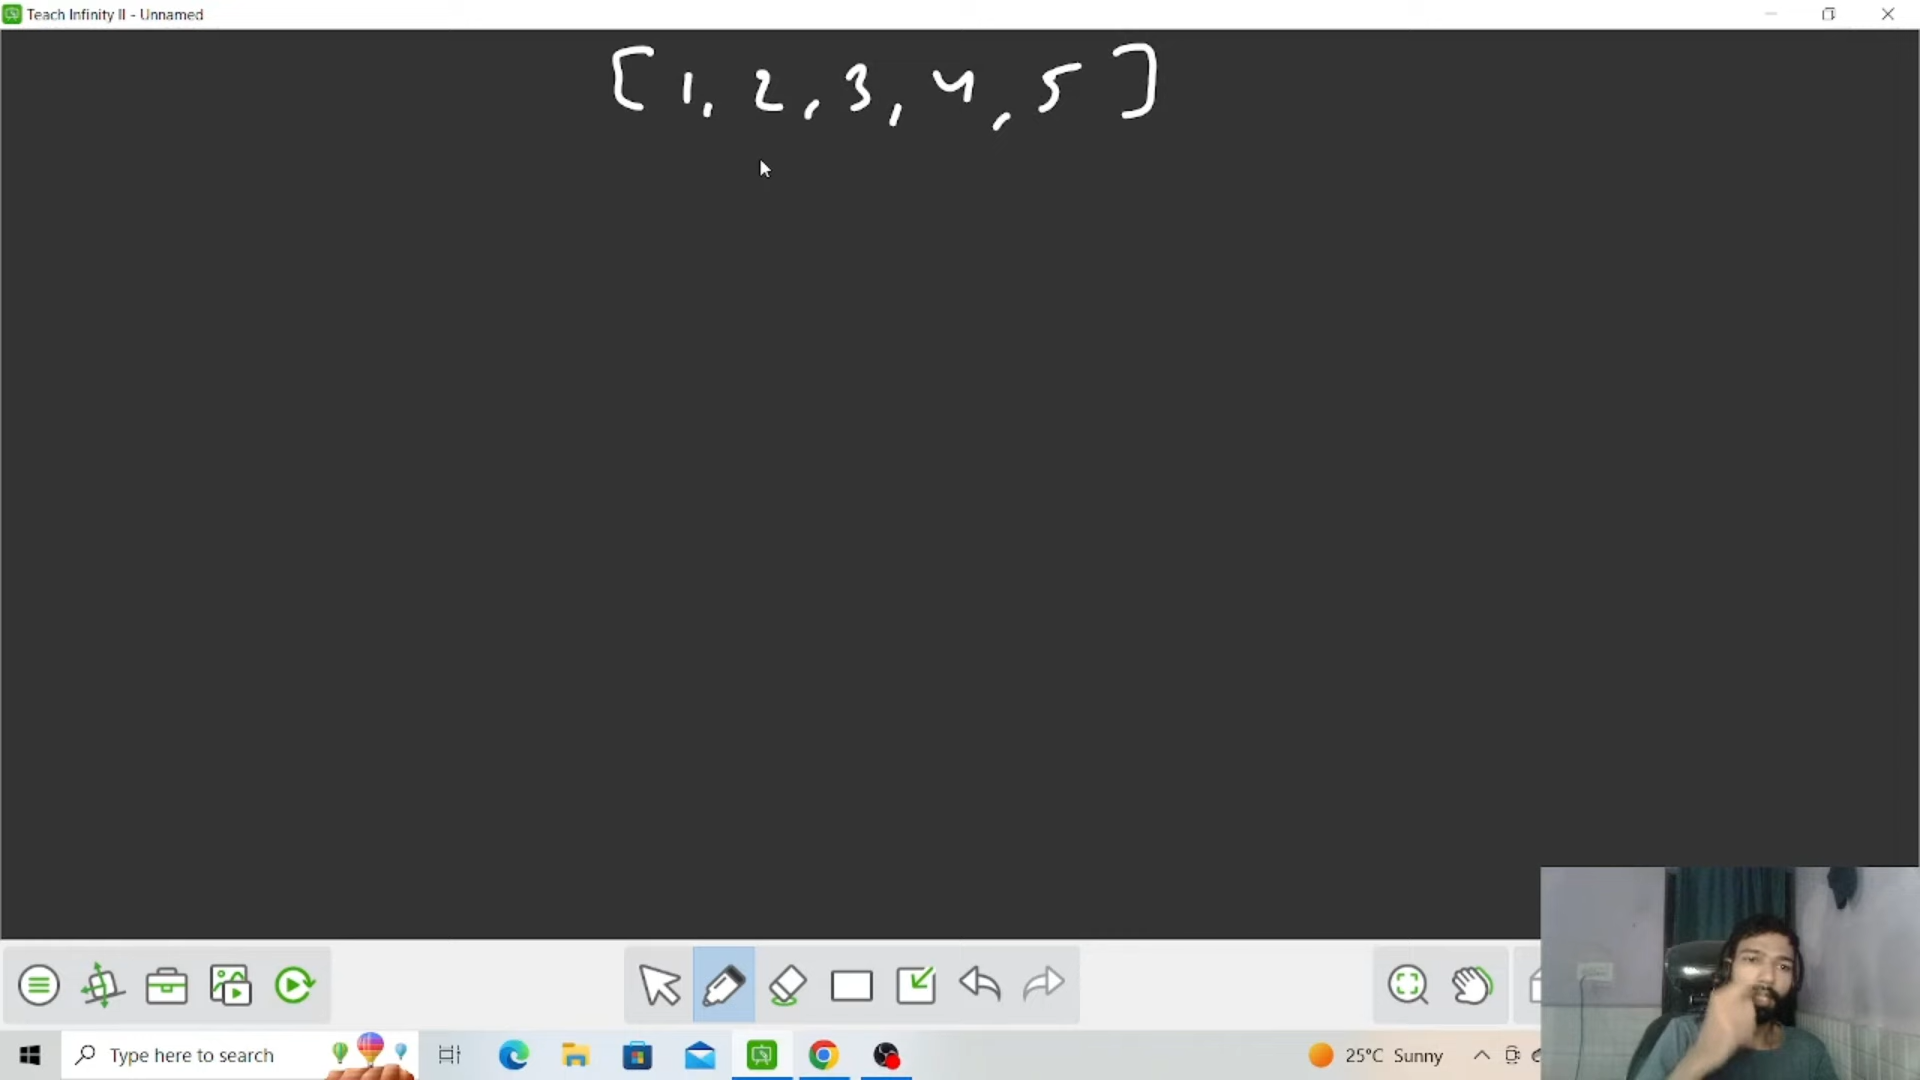 Teach Infinity II - Unnamed
[ 1, 2, 3, 4, 5 ]
Type here to search
25°C Sunny